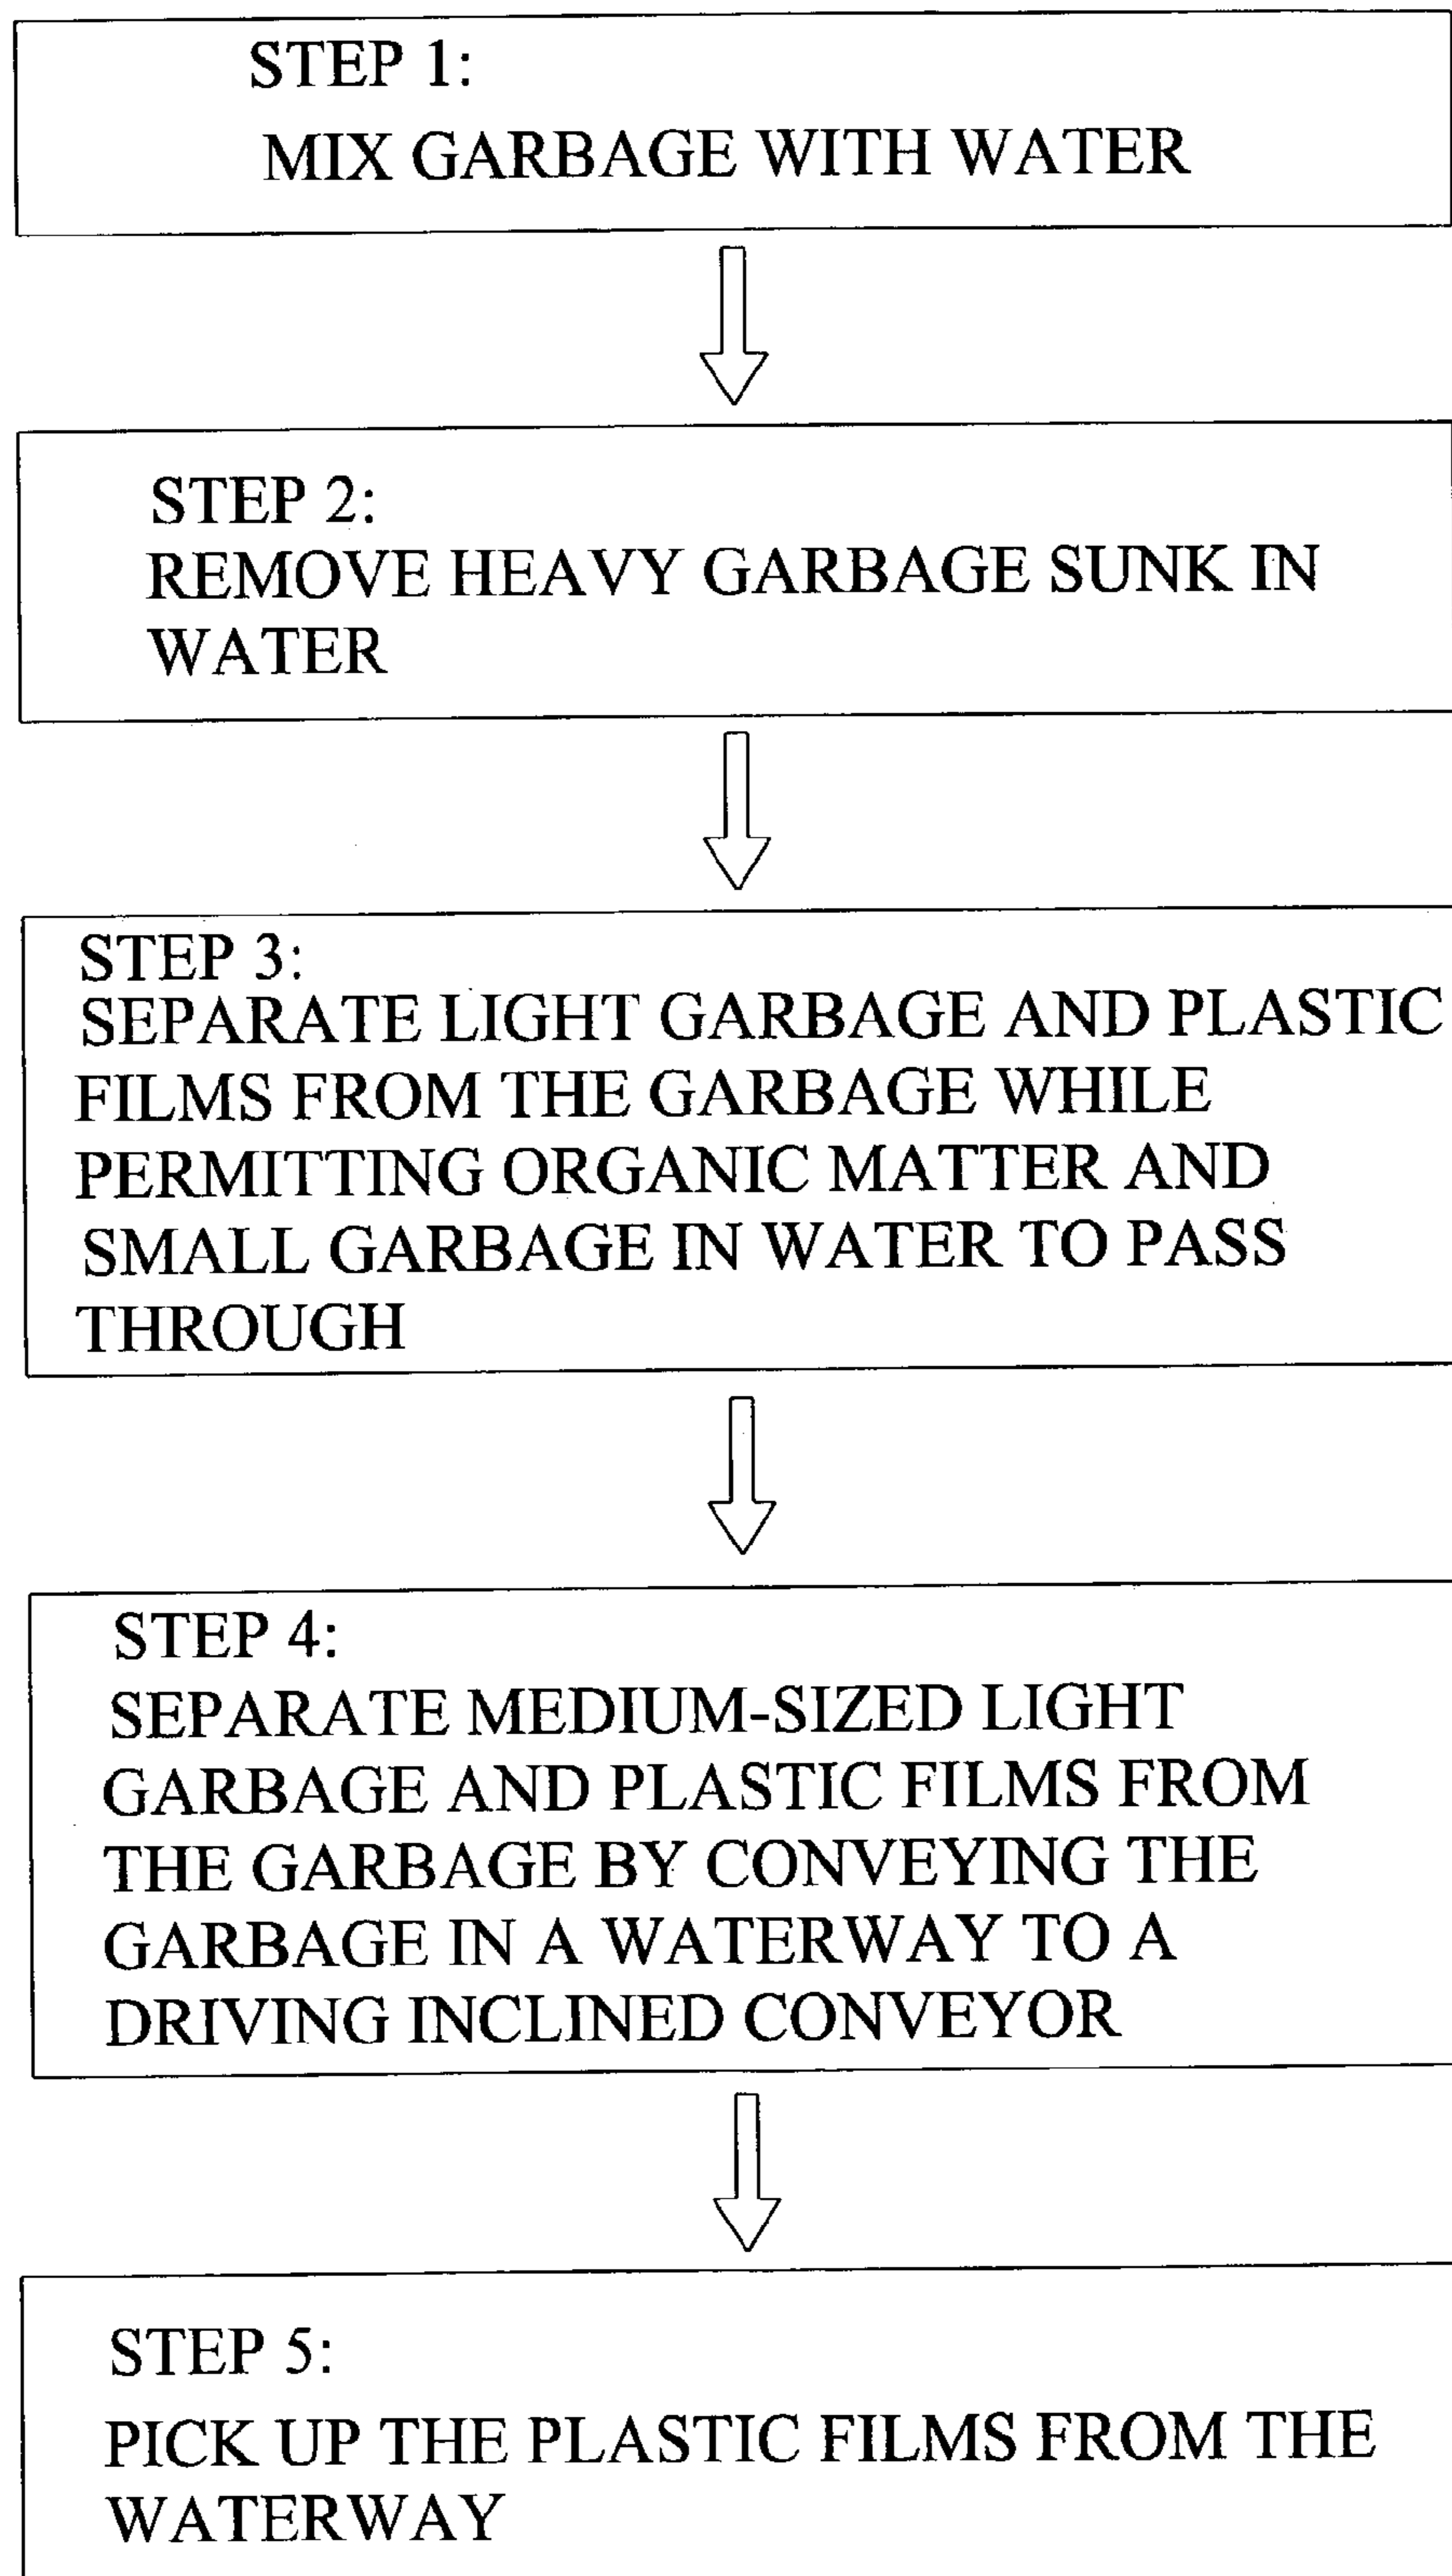 STEP 1:
MIX GARBAGE WITH WATER
STEP 2:
REMOVE HEAVY GARBAGE SUNK IN
WATER
STEP 3:
SEPARATE LIGHT GARBAGE AND PLASTIC
FILMS FROM THE GARBAGE WHILE
PERMITTING ORGANIC MATTER AND
SMALL GARBAGE IN WATER TO PASS
THROUGH
STEP 4:
SEPARATE MEDIUM-SIZED LIGHT
GARBAGE AND PLASTIC FILMS FROM
THE GARBAGE BY CONVEYING THE
GARBAGE IN A WATERWAY TO A
DRIVING INCLINED CONVEYOR
STEP 5:
PICK UP THE PLASTIC FILMS FROM THE
WATERWAY